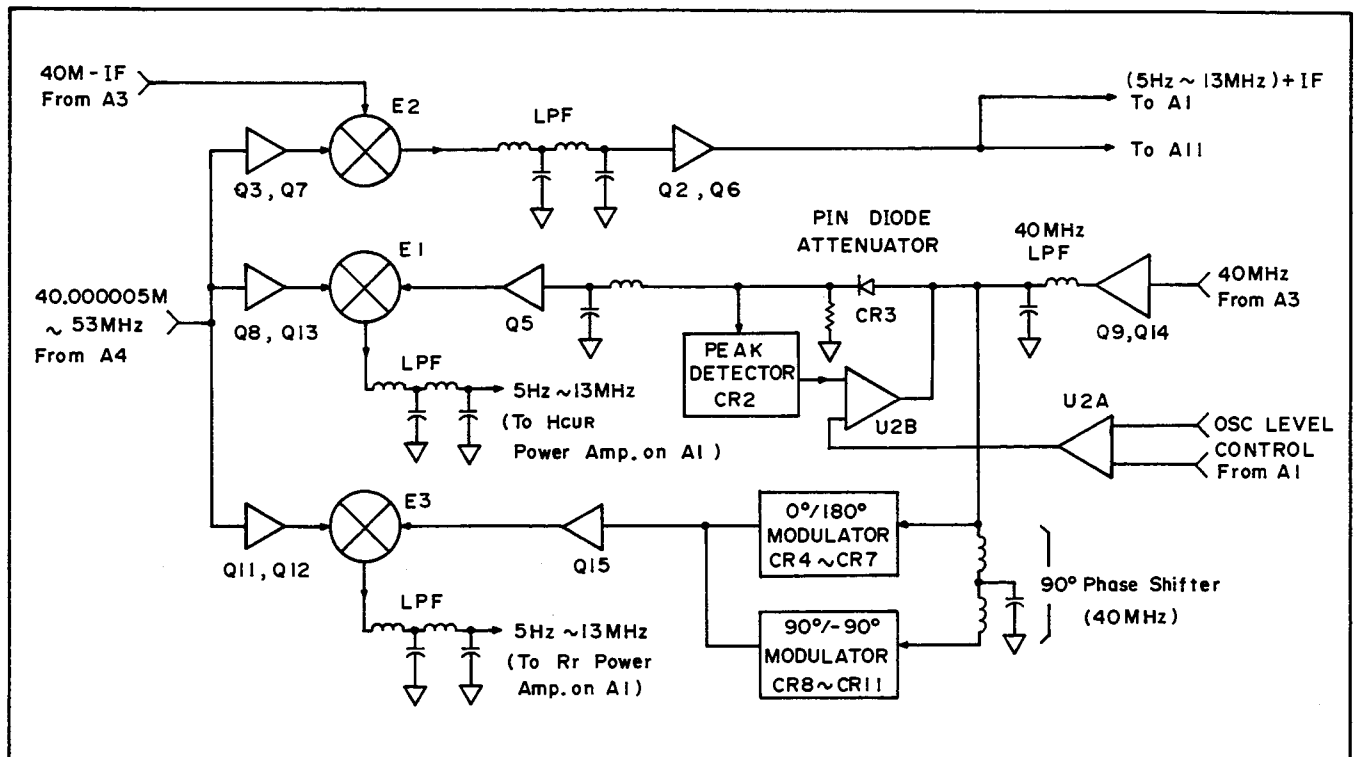 40M-IF
From A3
E2
LPF
(5Hz ~ 13MHz) + IF
To A1
To A11
Q3, Q7
Q2, Q6
PIN DIODE
ATTENUATOR
40MHz
LPF
E1
40.000005M
~ 53MHz
From A4
Q8, Q13
Q5
CR3
Q9, Q14
40MHz
From A3
PEAK
DETECTOR
CR2
LPF
5Hz ~ 13MHz
(To HCUR
Power Amp. on A1)
U2B
U2A
OSC LEVEL
CONTROL
From A1
E3
Q11, Q12
Q15
0°/180°
MODULATOR
CR4 ~ CR7
90° Phase Shifter
(40MHz)
LPF
5Hz ~ 13MHz
(To Rr Power
Amp. on A1)
90°/-90°
MODULATOR
CR8 ~ CR11